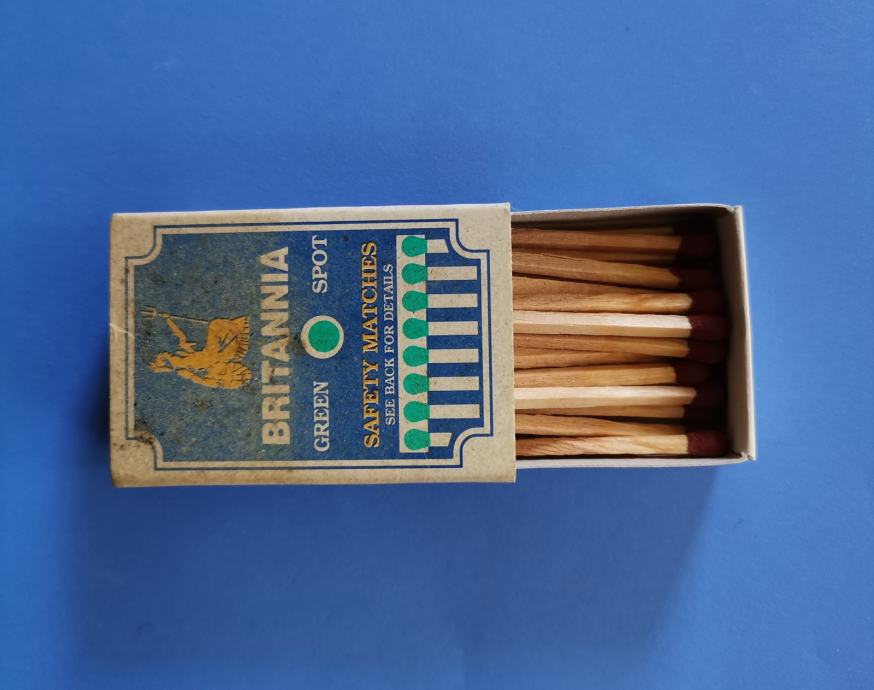 BRITANNIA
GREEN SPOT
SAFETY MATCHES
SEE BACK FOR DETAILS